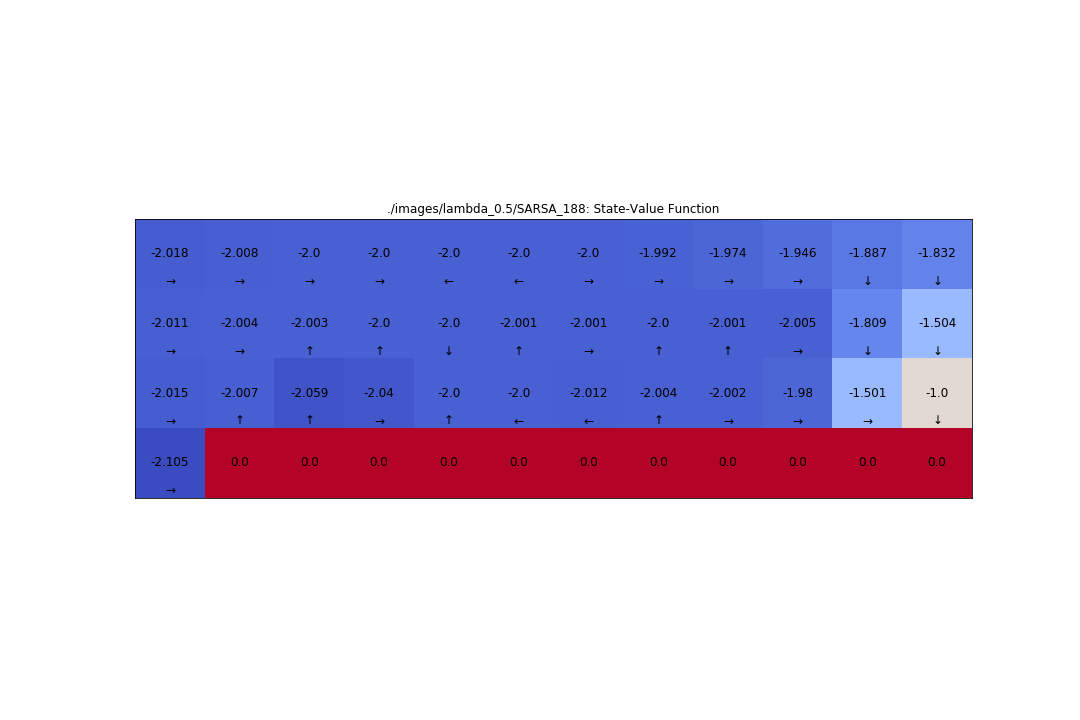 ./images/lambda_0.5/SARSA_188: State-Value Function
-2.018 -2.008 -2.0 -2.0 -2.0 -2.0 -2.0 -1.992 -1.974 -1.946 -1.887 -1.832
→ → → → ← ← → → → → ↓ ↓
-2.011 -2.004 -2.003 -2.0 -2.0 -2.001 -2.001 -2.0 -2.001 -2.005 -1.809 -1.504
→ → ↑ ↑ ↓ ↑ → ↑ ↑ → ↓ ↓
-2.015 -2.007 -2.059 -2.04 -2.0 -2.0 -2.012 -2.004 -2.002 -1.98 -1.501 -1.0
→ ↑ ↑ → ↑ ← ← ↑ → → → ↓
-2.105 0.0 0.0 0.0 0.0 0.0 0.0 0.0 0.0 0.0 0.0 0.0
→